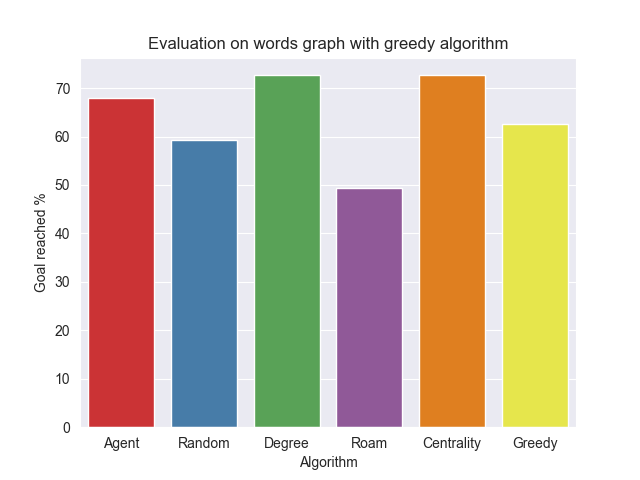 Evaluation on words graph with greedy algorithm
Goal reached %
70
60
50
40
30
20
10
0
Agent Random Degree Roam Centrality Greedy
Algorithm